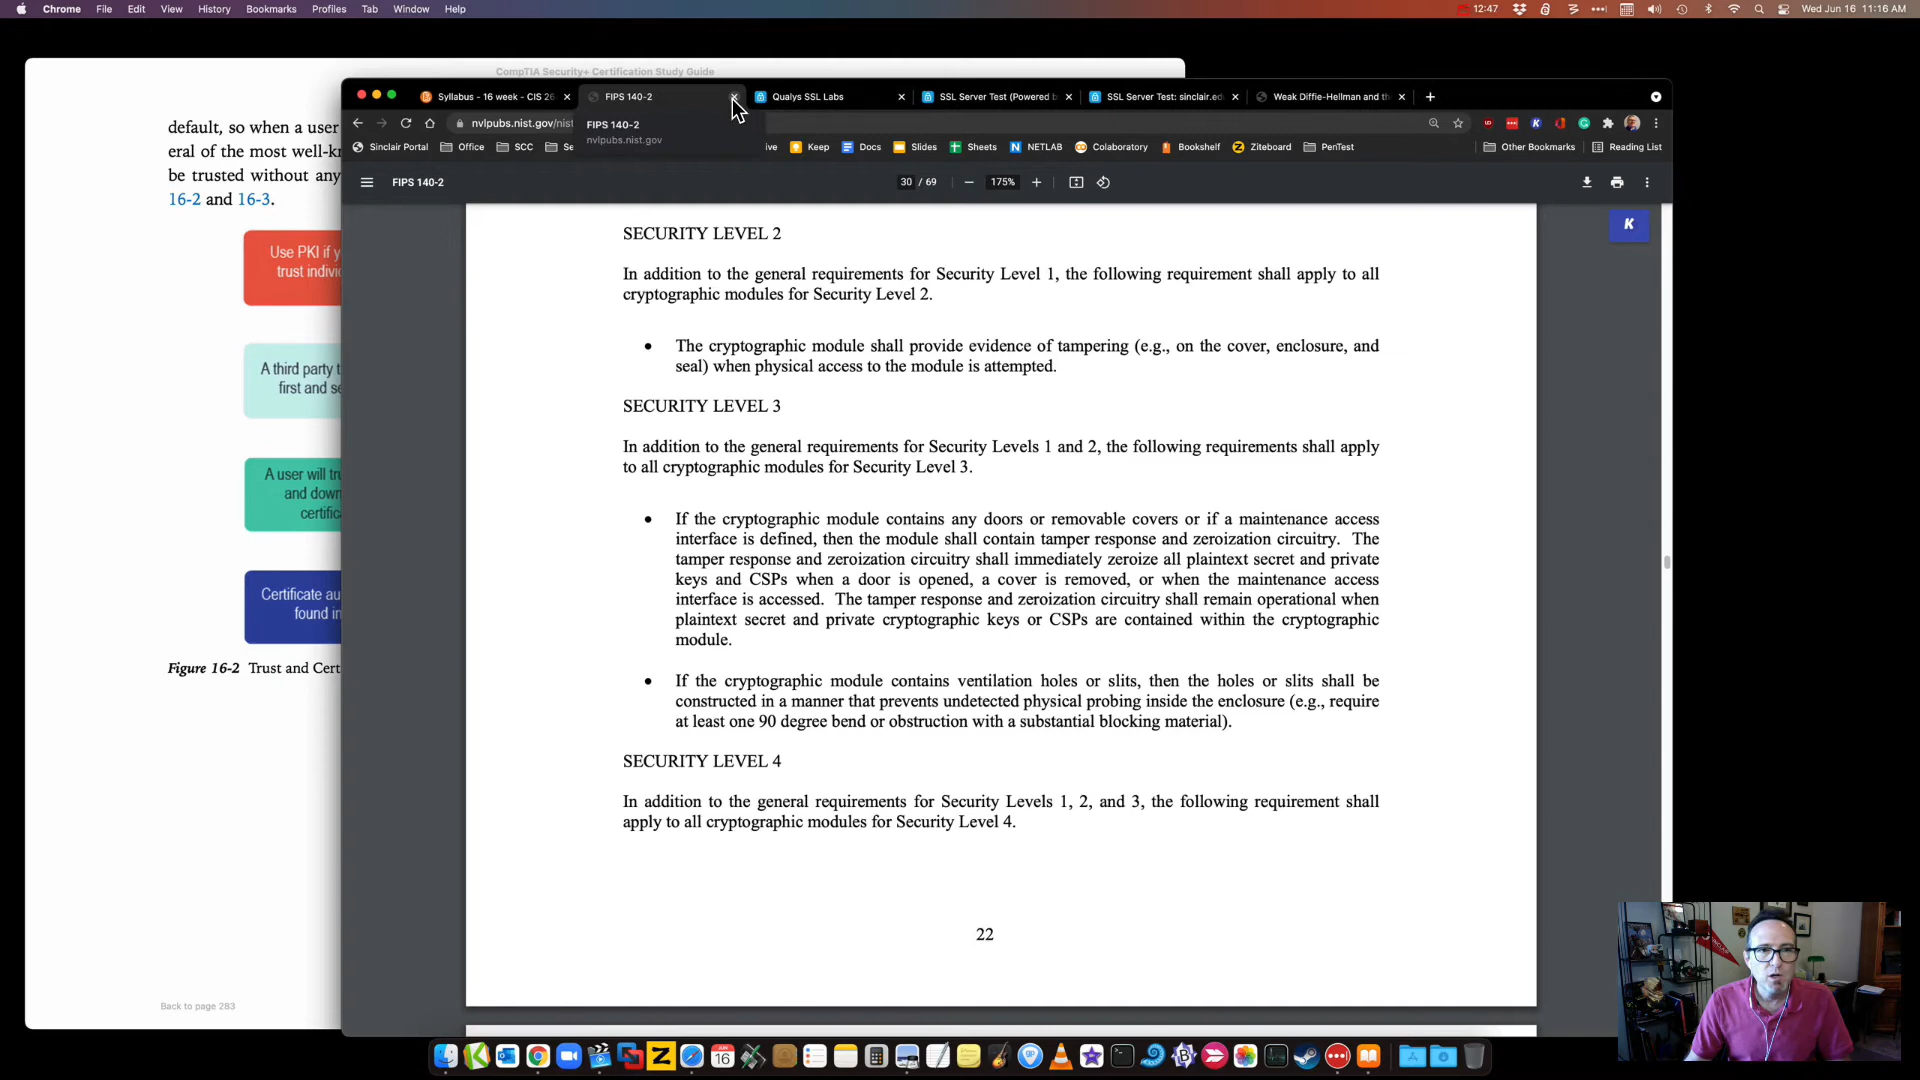 Chrome File Edit View History Bookmarks Profiles Tab Window Help 12:47 Wed Jun 16 11:16 AM
CompTIA Security+ Certification Study Guide
default, so when a user
eral of the most well-kn
be trusted without any
16-2 and 16-3.
Use PKI if y
trust indivi
A third party t
first and se
A user will tru
and down
certific
Certificate au
found in
Figure 16-2 Trust and Cert
Back to page 283
Syllabus - 16 week - CIS 26 FIPS 140-2 Qualys SSL Labs SSL Server Test (Powered b SSL Server Test: sinclair.ed Weak Diffie-Hellman and th
nvlpubs.nist.gov/nist
FIPS 140-2
nvlpubs.nist.gov
Sinclair Portal Office SCC Se ive Keep Docs Slides Sheets NETLAB Colaboratory Bookshelf Ziteboard PenTest Other Bookmarks Reading List
FIPS 140-2 30 / 69 175%
K
SECURITY LEVEL 2
In addition to the general requirements for Security Level 1, the following requirement shall apply to all
cryptographic modules for Security Level 2.
• The cryptographic module shall provide evidence of tampering (e.g., on the cover, enclosure, and
seal) when physical access to the module is attempted.
SECURITY LEVEL 3
In addition to the general requirements for Security Levels 1 and 2, the following requirements shall apply
to all cryptographic modules for Security Level 3.
• If the cryptographic module contains any doors or removable covers or if a maintenance access
interface is defined, then the module shall contain tamper response and zeroization circuitry. The
tamper response and zeroization circuitry shall immediately zeroize all plaintext secret and private
keys and CSPs when a door is opened, a cover is removed, or when the maintenance access
interface is accessed. The tamper response and zeroization circuitry shall remain operational when
plaintext secret and private cryptographic keys or CSPs are contained within the cryptographic
module.
• If the cryptographic module contains ventilation holes or slits, then the holes or slits shall be
constructed in a manner that prevents undetected physical probing inside the enclosure (e.g., require
at least one 90 degree bend or obstruction with a substantial blocking material).
SECURITY LEVEL 4
In addition to the general requirements for Security Levels 1, 2, and 3, the following requirement shall
apply to all cryptographic modules for Security Level 4.
22